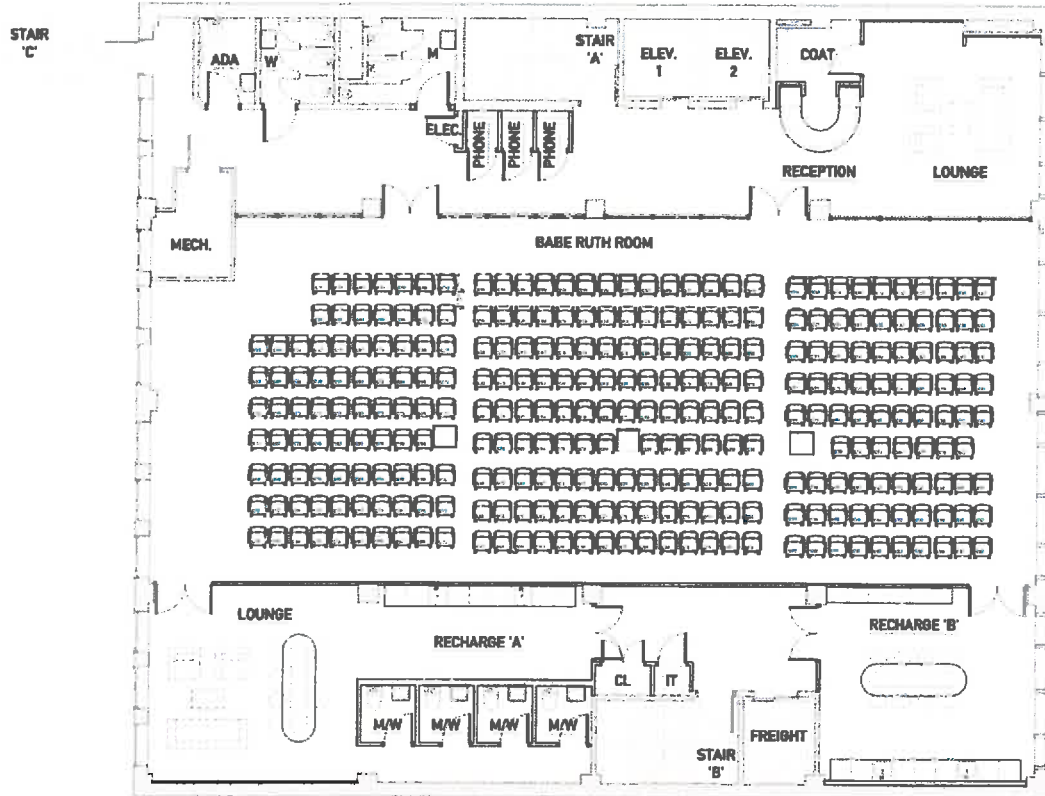 STAIR
'C'
ADA
W
M
STAIR
'A'
ELEV.
1
ELEV.
2
COAT
ELEC.
PHONE
PHONE
PHONE
RECEPTION
LOUNGE
MECH.
BABE RUTH ROOM
LOUNGE
RECHARGE 'A'
RECHARGE 'B'
CL
IT
M/W
M/W
M/W
M/W
STAIR
'B'
FREIGHT